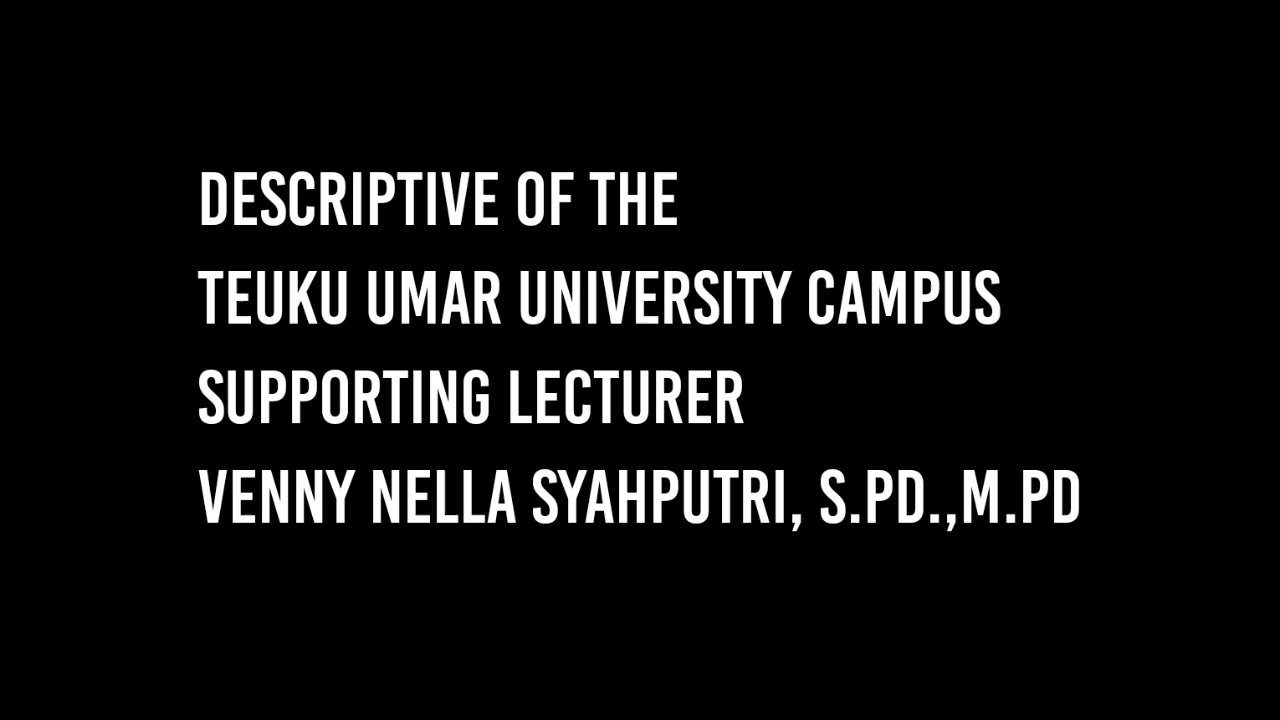 DESCRIPTIVE OF THE
TEUKU UMAR UNIVERSITY CAMPUS
SUPPORTING LECTURER
VENNY NELLA SYAHPUTRI, S.PD.,M.PD